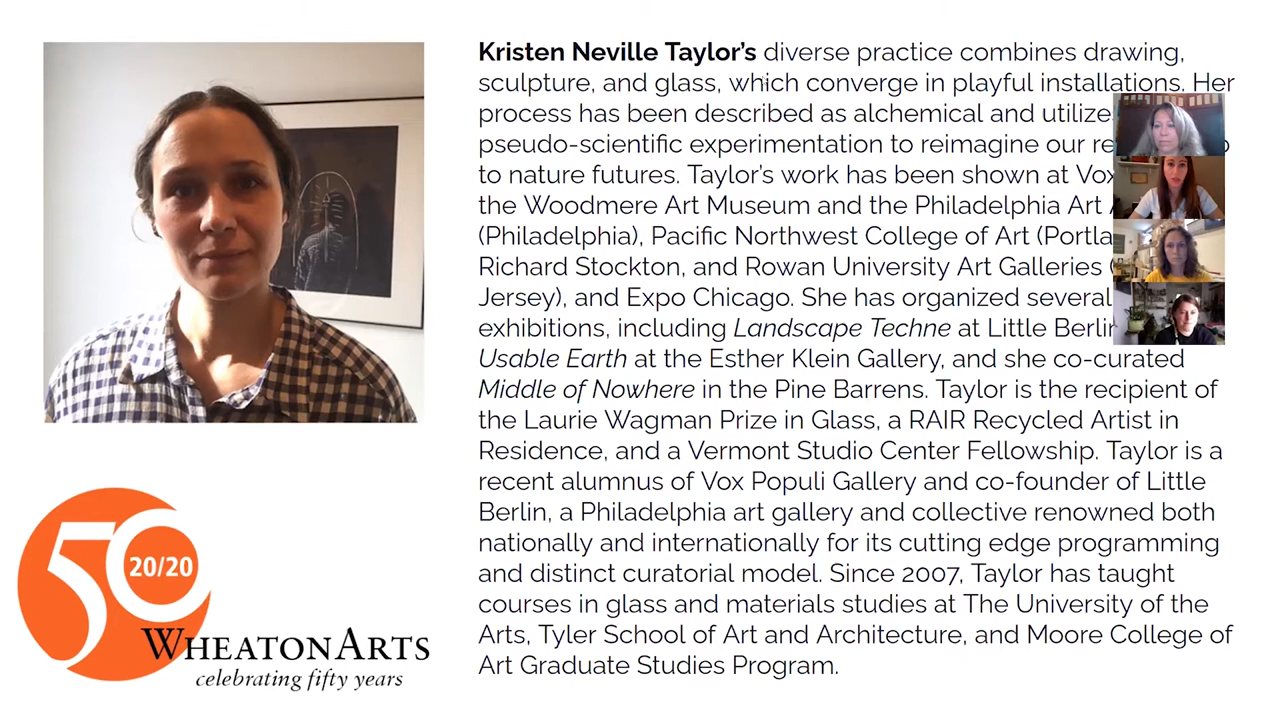 Kristen Neville Taylor's diverse practice combines drawing,
sculpture, and glass, which converge in playful installations. Her
process has been described as alchemical and
pseudo-scientific experimentation to reimagine our
to nature futures. Taylor's work has been shown at Vox
the Woodmere Art Museum and the Philadelphia Art
(Philadelphia), Pacific Northwest College of Art
Richard Stockton, and Rowan University Art Galleries
Jersey), and Expo Chicago. She has organized several
exhibitions, including Landscape Techne at Little
Usable Earth at the Esther Klein Gallery, and she co-curated
Middle of Nowhere in the Pine Barrens. Taylor is the recipient of
the Laurie Wagman Prize in Glass, a RAIR Recycled Artist in
Residence, and a Vermont Studio Center Fellowship. Taylor is a
recent alumnus of Vox Populi Gallery and co-founder of Little
Berlin, a Philadelphia art gallery and collective renowned both
nationally and internationally for its cutting edge programming
and distinct curatorial model. Since 2007, Taylor has taught
courses in glass and materials studies at The University of the
Arts, Tyler School of Art and Architecture, and Moore College of
Art Graduate Studies Program.
50
20/20
WHEATONARTS
celebrating fifty years